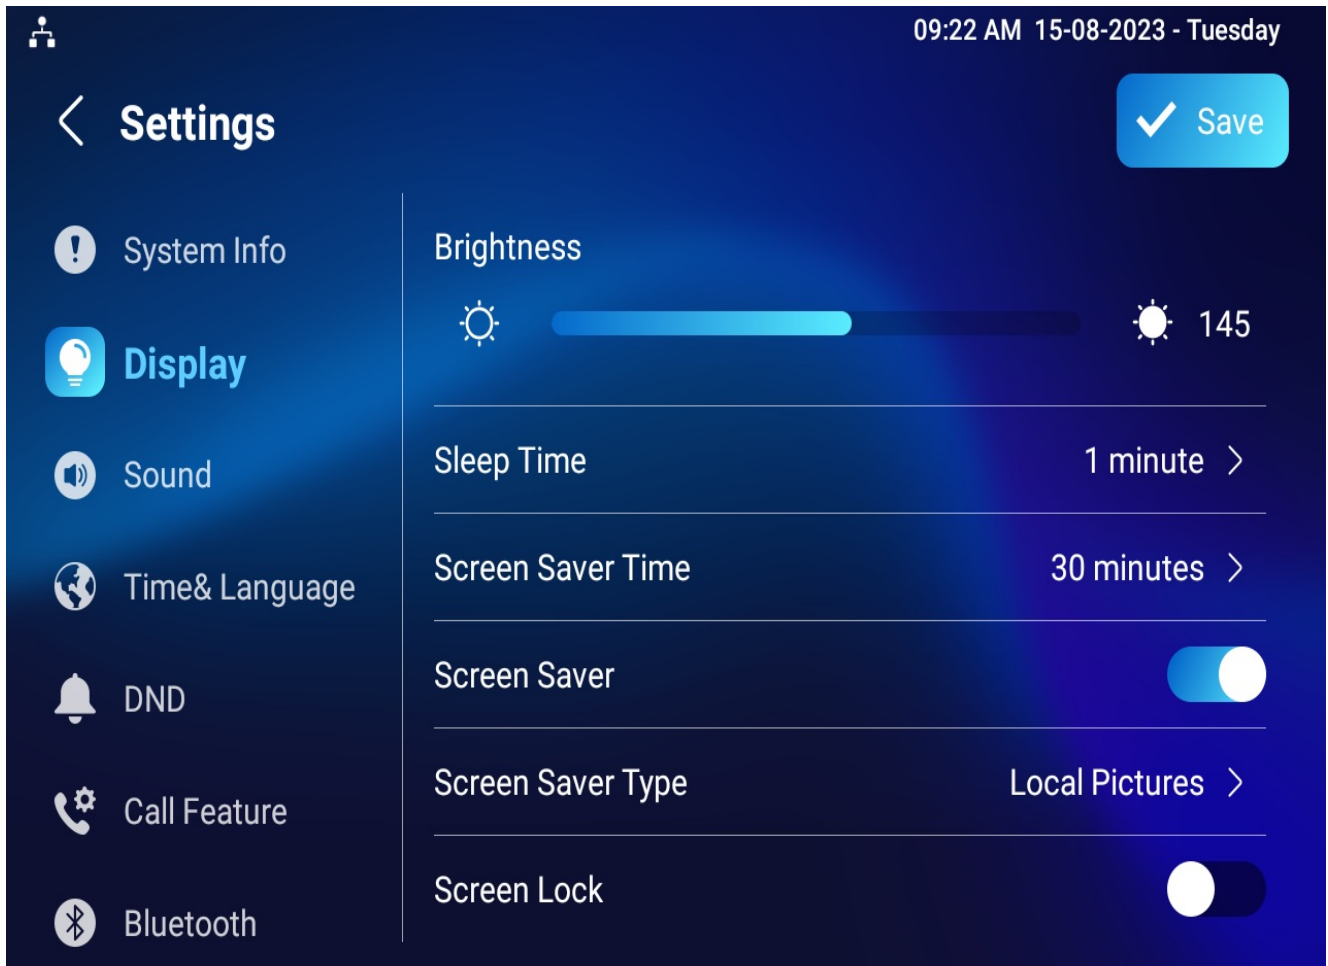 09:22 AM 15-08-2023 - Tuesday
Settings
Save
System Info
Display
Sound
Time& Language
DND
Call Feature
Bluetooth
Brightness
145
Sleep Time 1 minute
Screen Saver Time 30 minutes
Screen Saver
Screen Saver Type Local Pictures
Screen Lock